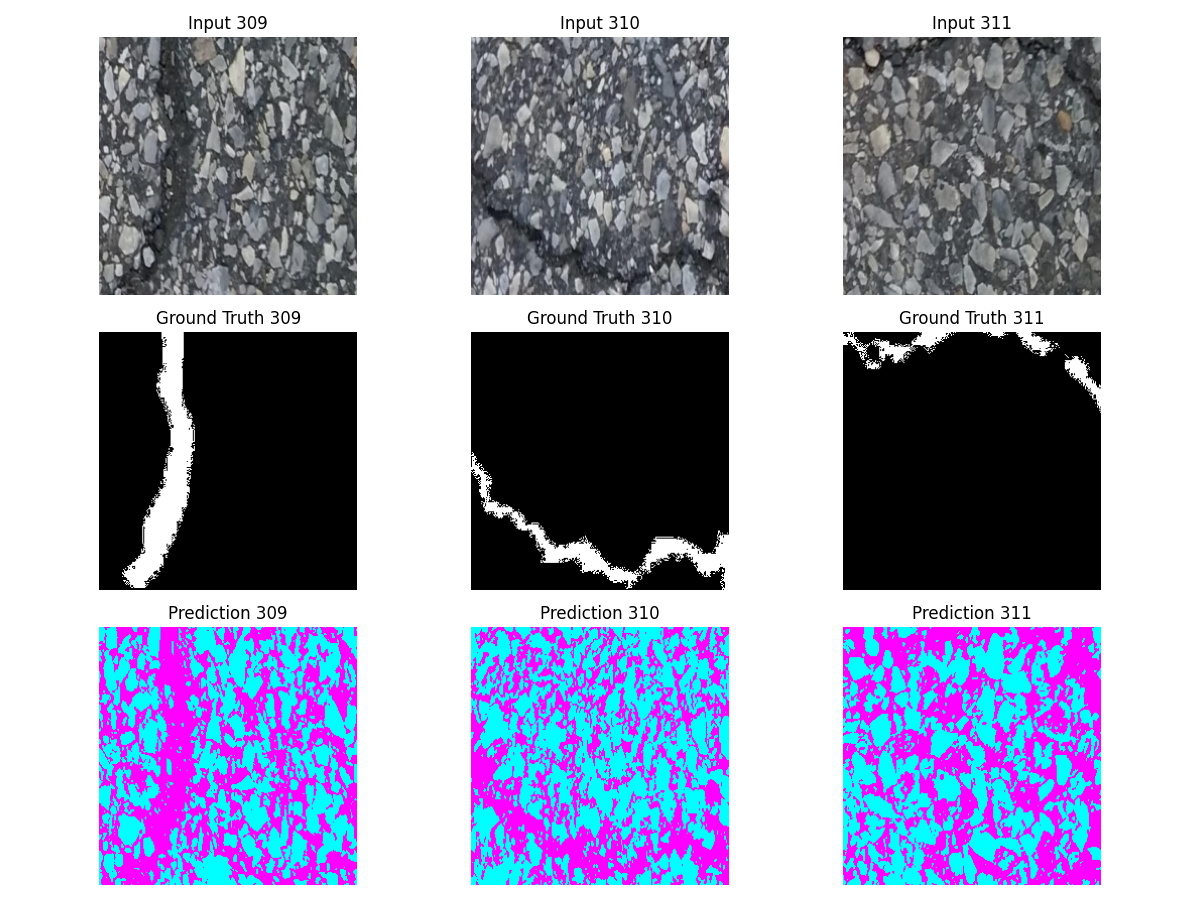 Input 309
Input 310
Input 311
Ground Truth 309
Ground Truth 310
Ground Truth 311
Prediction 309
Prediction 310
Prediction 311